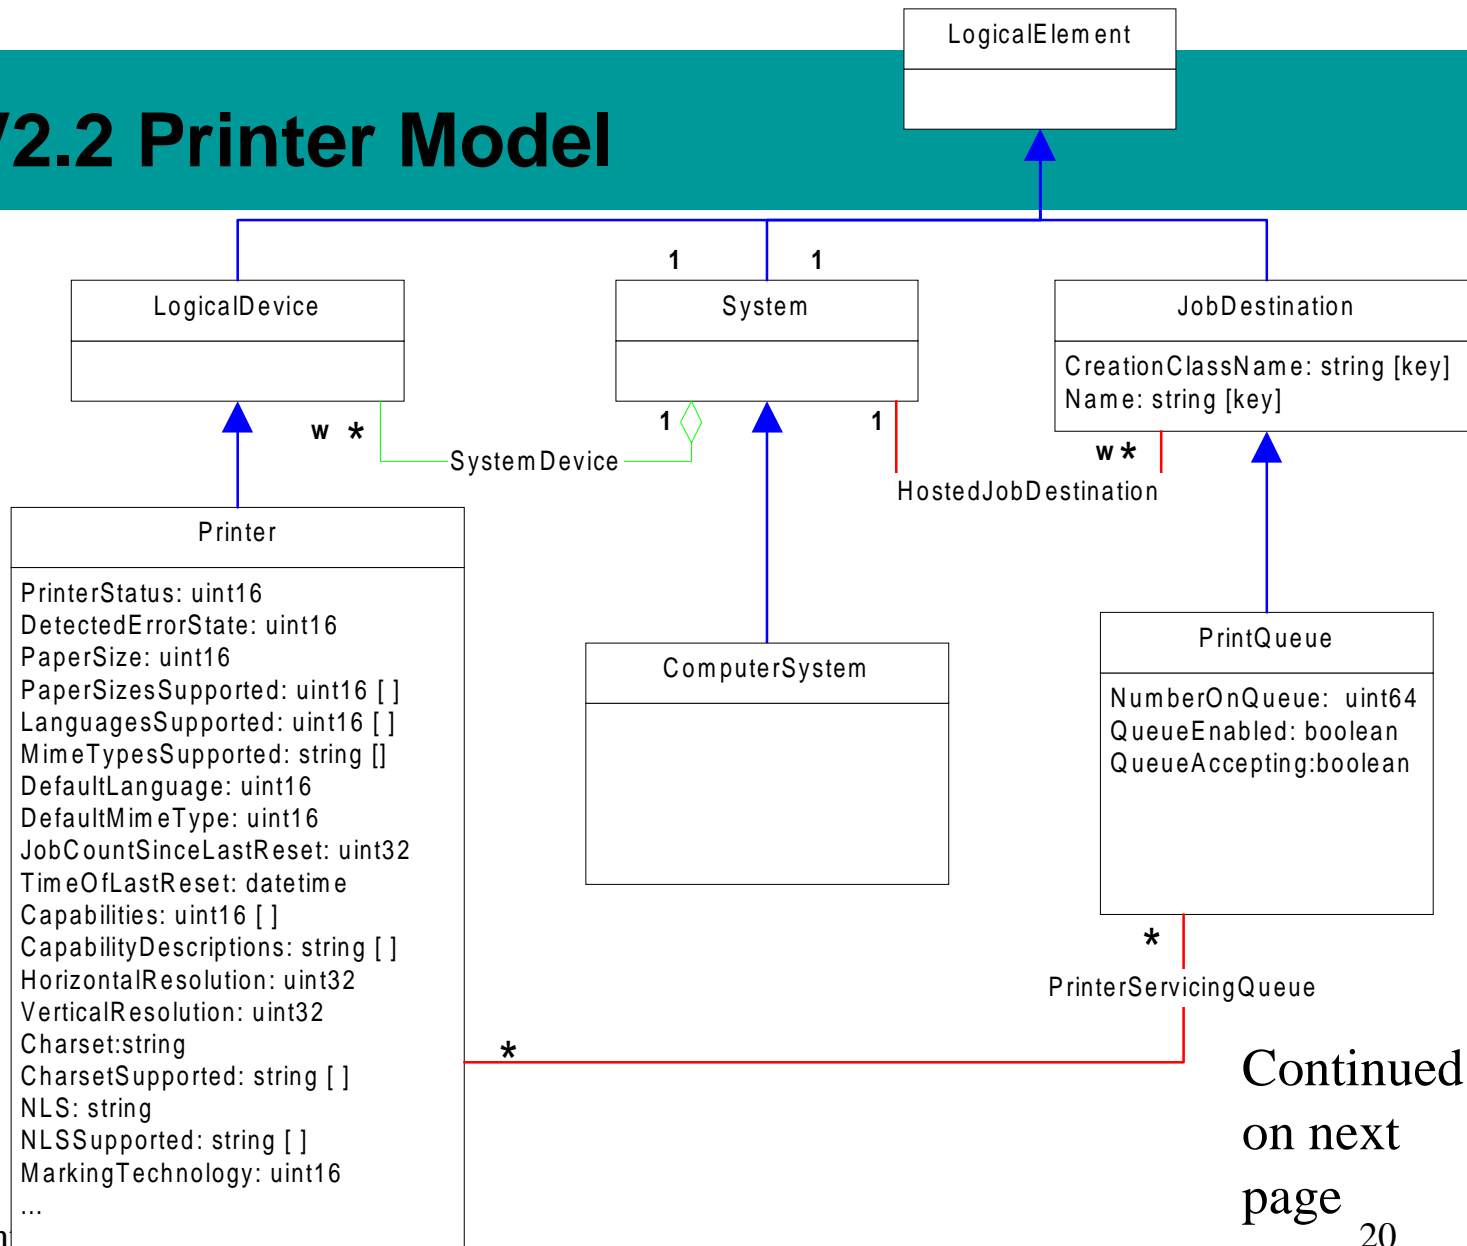 LogicalElement
V2.2 Printer Model
1 1
LogicalDevice
System
JobDestination
CreationClassName: string [key]
Name: string [key]
w *
1
1
w *
SystemDevice
HostedJobDestination
Printer
PrinterStatus: uint16
DetectedErrorState: uint16
PaperSize: uint16
PaperSizesSupported: uint16 [ ]
LanguagesSupported: uint16 [ ]
MimeTypesSupported: string []
DefaultLanguage: uint16
DefaultMimeType: uint16
JobCountSinceLastReset: uint32
TimeOfLastReset: datetime
Capabilities: uint16 [ ]
CapabilityDescriptions: string [ ]
HorizontalResolution: uint32
VerticalResolution: uint32
Charset:string
CharsetSupported: string [ ]
NLS: string
NLSSupported: string [ ]
MarkingTechnology: uint16
...
ComputerSystem
PrintQueue
NumberOnQueue: uint64
QueueEnabled: boolean
QueueAccepting:boolean
*
PrinterServicingQueue
*
Continued
on next
page
20